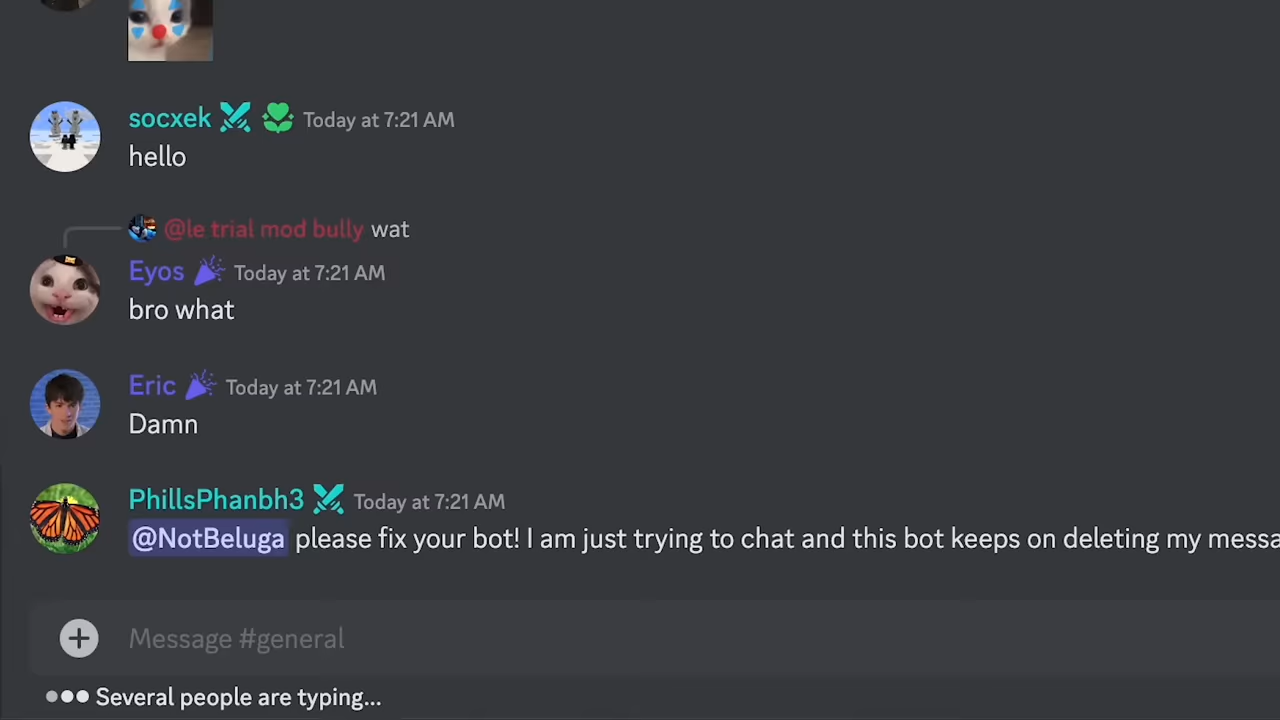 socxek Today at 7:21 AM
hello
@le trial mod bully wat
Eyos Today at 7:21 AM
bro what
Eric Today at 7:21 AM
Damn
PhillsPhanbh3 Today at 7:21 AM
@NotBeluga please fix your bot! I am just trying to chat and this bot keeps on deleting my messa
Message #general
Several people are typing...